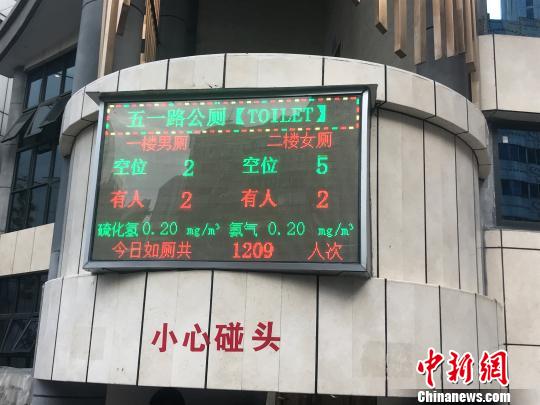 五一路公厕【TOILET】
一楼男厕 二楼女厕
空位 2 空位 5
有人 2 有人 2
硫化氢 0.20 mg/m³ 氨气 0.20 mg/m³
今日如厕共 1209 人次
小心碰头
中新网
Chinanews.com